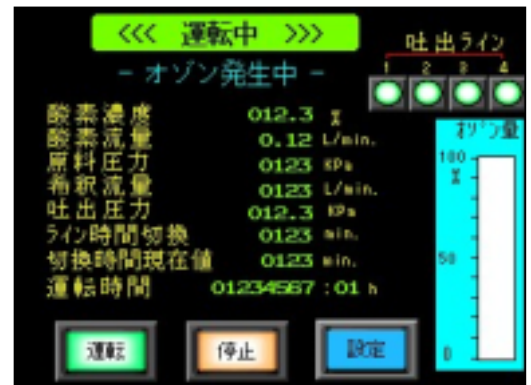 <<< 運転中 >>>
吐出ライン
- オゾン発生中 -
1 2 3 4
酸素濃度 012.3 %
酸素流量 0.12 L/min.
原料圧力 0123 KPa
希釈流量 0123 L/min.
吐出圧力 012.3 KPa
ライン時間切換 0123 min.
切換時間現在値 0123 min.
運転時間 01234567:01 h
オゾン量
100
%
50
0
運転 停止 設定